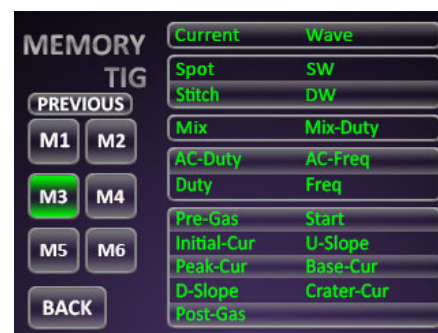 MEMORY
TIG
PREVIOUS
M1 M2
M3 M4
M5 M6
BACK
Current Wave
Spot SW
Stitch DW
Mix Mix-Duty
AC-Duty AC-Freq
Duty Freq
Pre-Gas Start
Initial-Cur U-Slope
Peak-Cur Base-Cur
D-Slope Crater-Cur
Post-Gas